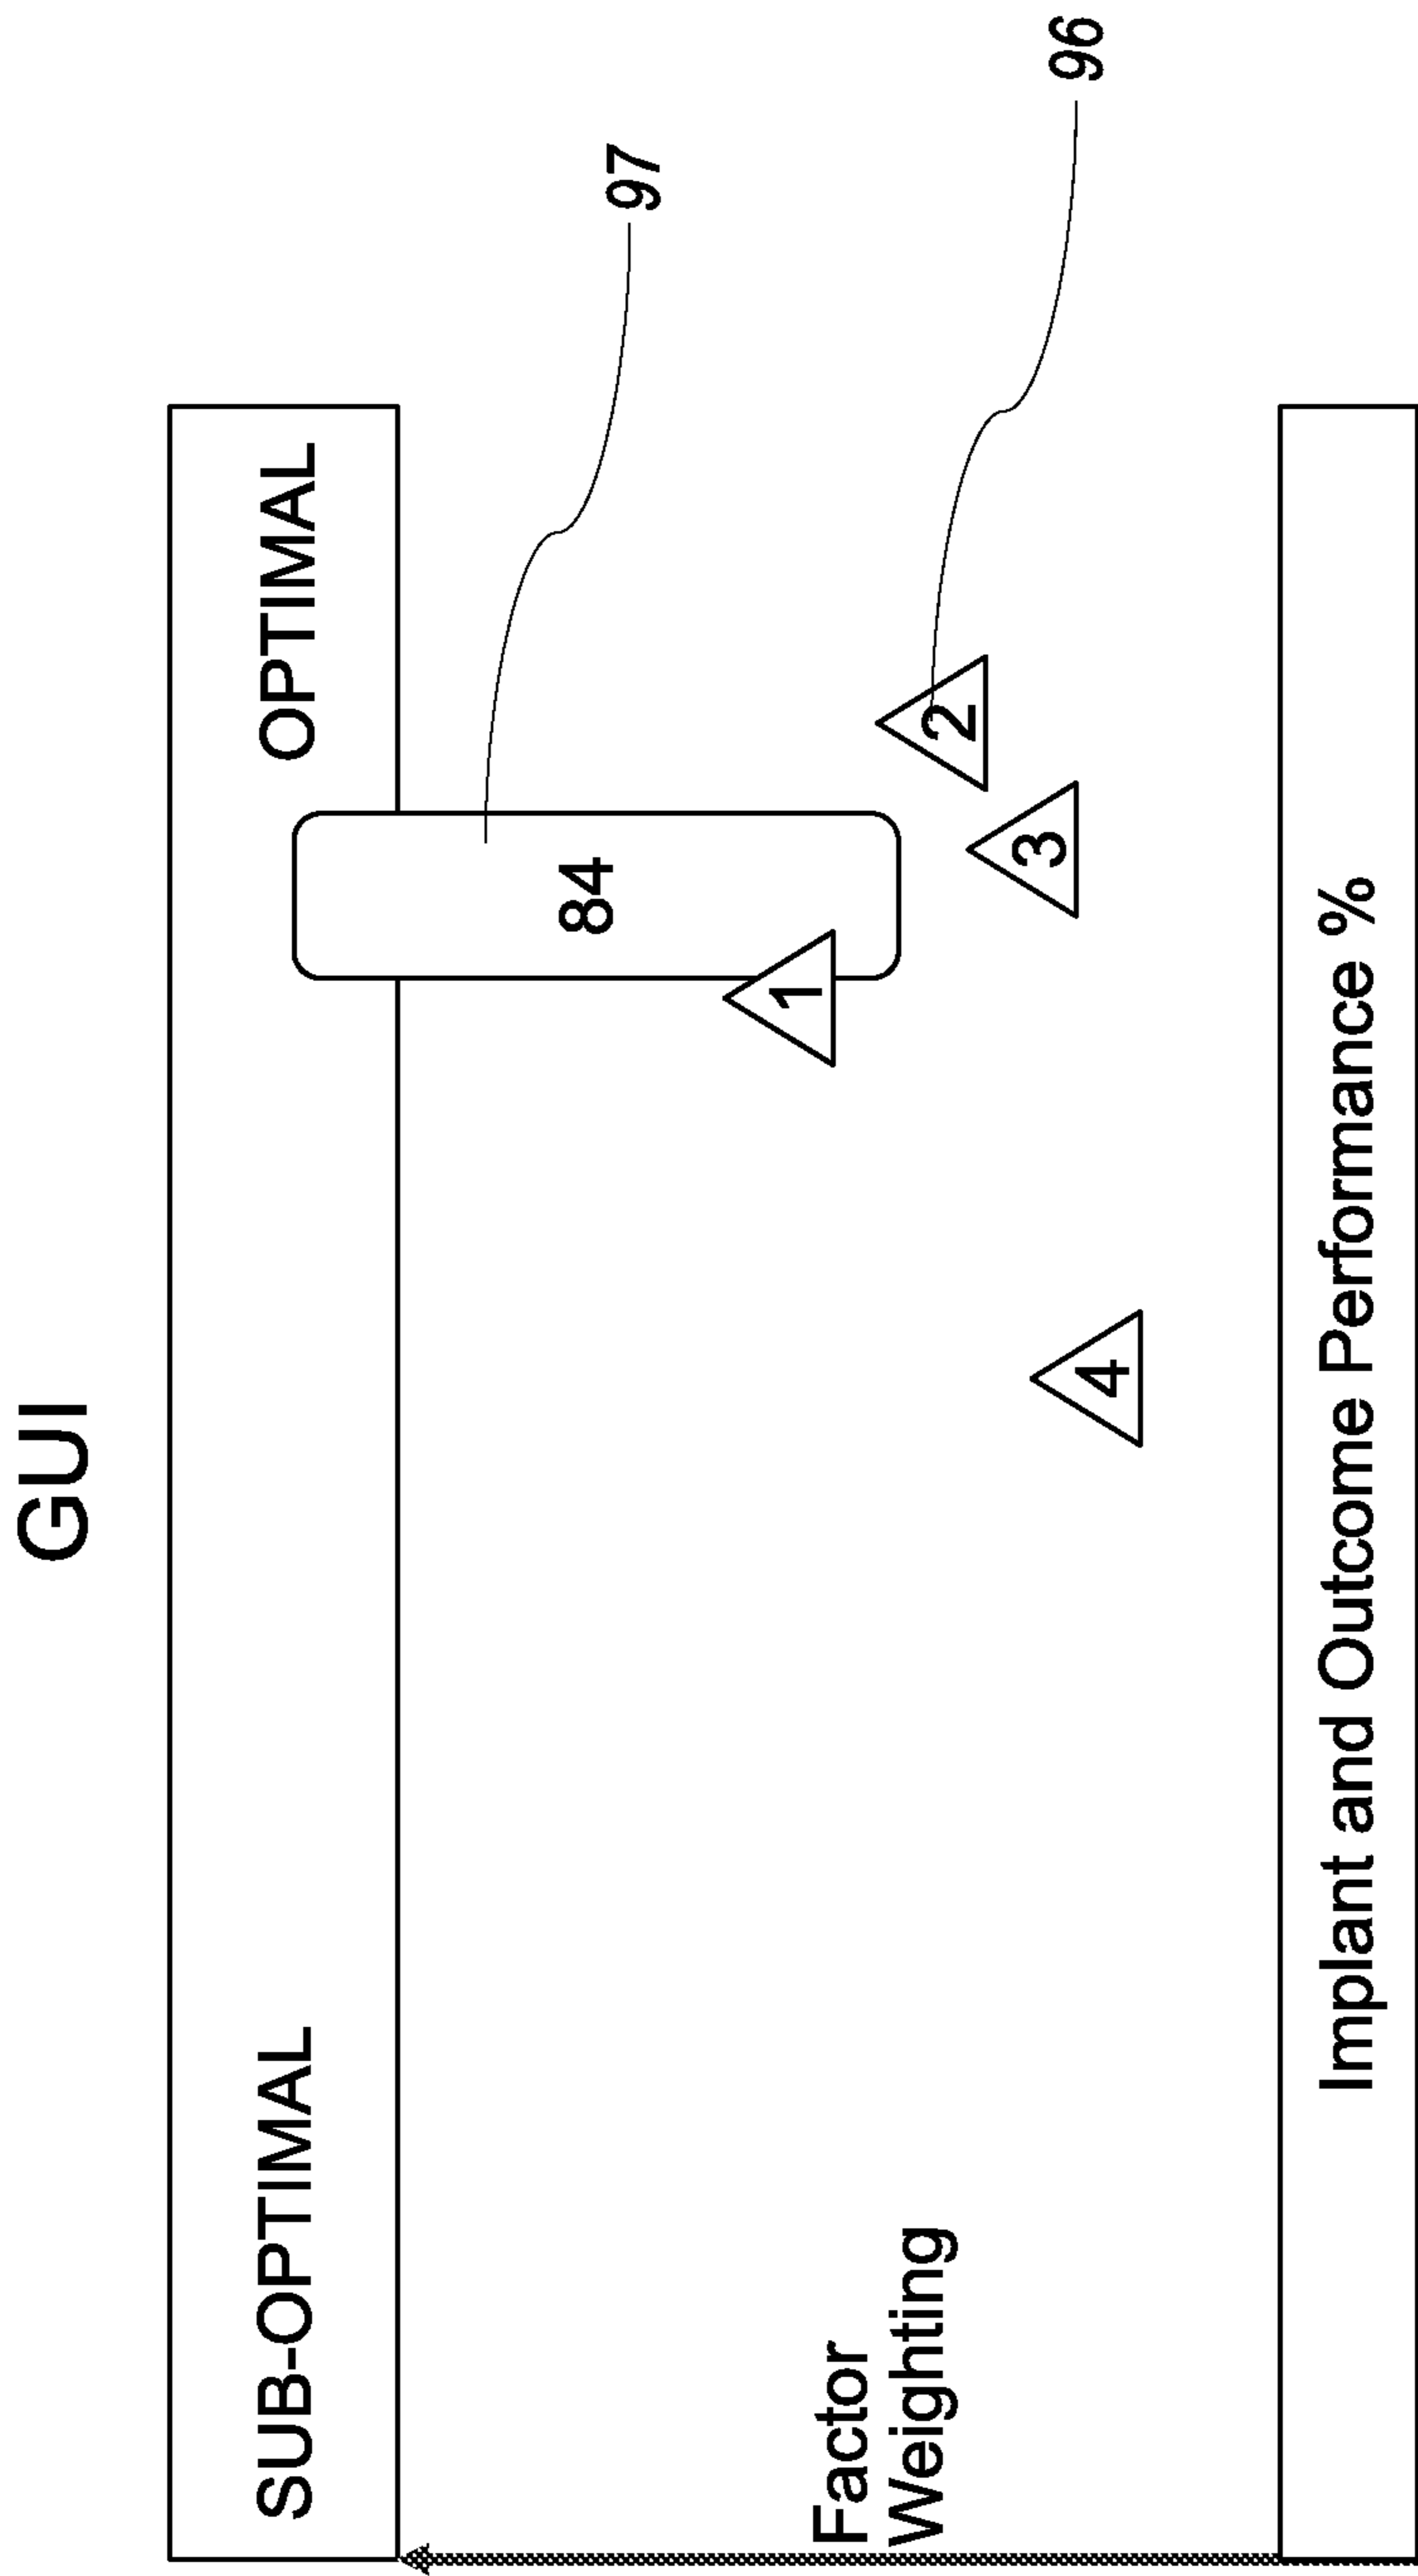 GUI
SUB-OPTIMAL OPTIMAL
97
84
1
2
96
3
4
Factor
Weighting
Implant and Outcome Performance %